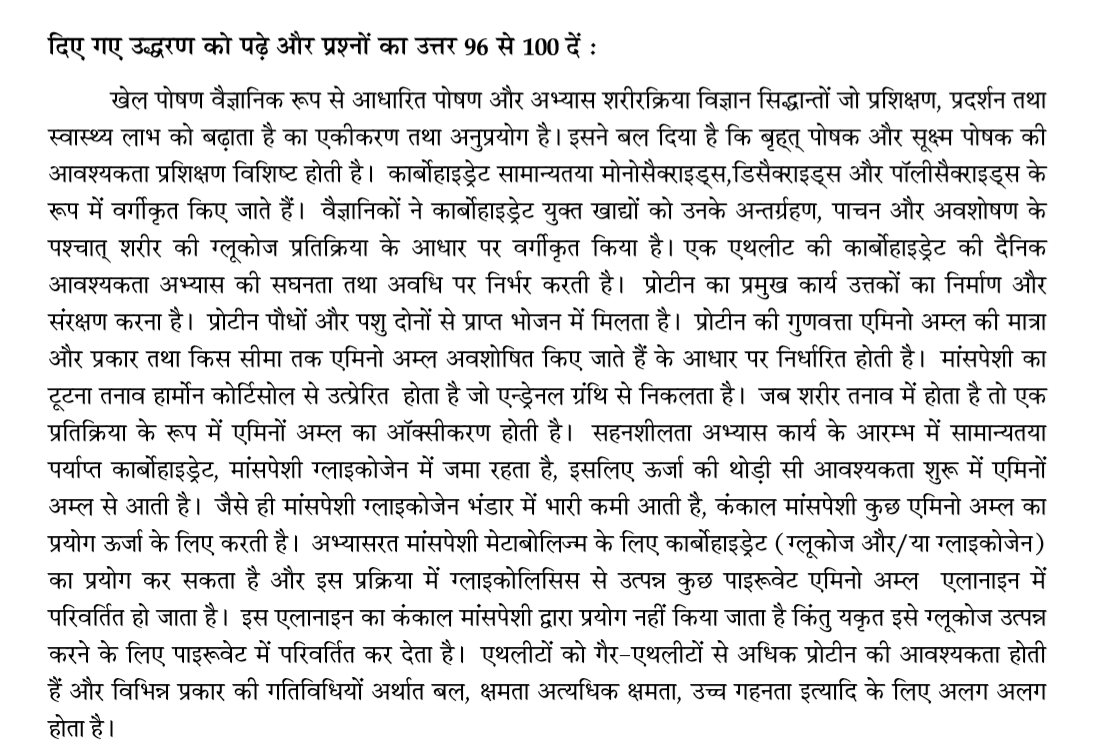 दिए गए उद्धरण को पढ़े और प्रश्नों का उत्तर 96 से 100 दें :
खेल पोषण वैज्ञानिक रूप से आधारित पोषण और अभ्यास शरीरक्रिया विज्ञान सिद्धान्तों जो प्रशिक्षण, प्रदर्शन तथा
स्वास्थ्य लाभ को बढ़ाता है का एकीकरण तथा अनुप्रयोग है। इसने बल दिया है कि बृहत् पोषक और सूक्ष्म पोषक की
आवश्यकता प्रशिक्षण विशिष्ट होती है। कार्बोहाइड्रेट सामान्यतया मोनोसैक्राइड्स,डिसैक्राइड्स और पॉलीसैक्राइड्स के
रूप में वर्गीकृत किए जाते हैं। वैज्ञानिकों ने कार्बोहाइड्रेट युक्त खाद्यों को उनके अन्तर्ग्रहण, पाचन और अवशोषण के
पश्चात् शरीर की ग्लूकोज प्रतिक्रिया के आधार पर वर्गीकृत किया है। एक एथलीट की कार्बोहाइड्रेट की दैनिक
आवश्यकता अभ्यास की सघनता तथा अवधि पर निर्भर करती है। प्रोटीन का प्रमुख कार्य उत्तकों का निर्माण और
संरक्षण करना है। प्रोटीन पौधों और पशु दोनों से प्राप्त भोजन में मिलता है। प्रोटीन की गुणवत्ता एमिनो अम्ल की मात्रा
और प्रकार तथा किस सीमा तक एमिनो अम्ल अवशोषित किए जाते हैं के आधार पर निर्धारित होती है। मांसपेशी का
टूटना तनाव हार्मोन कोर्टिसोल से उत्प्रेरित होता है जो एन्ड्रेनल ग्रंथि से निकलता है। जब शरीर तनाव में होता है तो एक
प्रतिक्रिया के रूप में एमिनों अम्ल का ऑक्सीकरण होती है। सहनशीलता अभ्यास कार्य के आरम्भ में सामान्यतया
पर्याप्त कार्बोहाइड्रेट, मांसपेशी ग्लाइकोजेन में जमा रहता है, इसलिए ऊर्जा की थोड़ी सी आवश्यकता शुरू में एमिनों
अम्ल से आती है। जैसे ही मांसपेशी ग्लाइकोजेन भंडार में भारी कमी आती है, कंकाल मांसपेशी कुछ एमिनो अम्ल का
प्रयोग ऊर्जा के लिए करती है। अभ्यासरत मांसपेशी मेटाबोलिज्म के लिए कार्बोहाइड्रेट (ग्लूकोज और/या ग्लाइकोजेन)
का प्रयोग कर सकता है और इस प्रक्रिया में ग्लाइकोलिसिस से उत्पन्न कुछ पाइरूवेट एमिनो अम्ल एलानाइन में
परिवर्तित हो जाता है। इस एलानाइन का कंकाल मांसपेशी द्वारा प्रयोग नहीं किया जाता है किंतु यकृत इसे ग्लूकोज उत्पन्न
करने के लिए पाइरूवेट में परिवर्तित कर देता है। एथलीटों को गैर-एथलीटों से अधिक प्रोटीन की आवश्यकता होती
हैं और विभिन्न प्रकार की गतिविधियों अर्थात बल, क्षमता अत्यधिक क्षमता, उच्च गहनता इत्यादि के लिए अलग अलग
होता है।